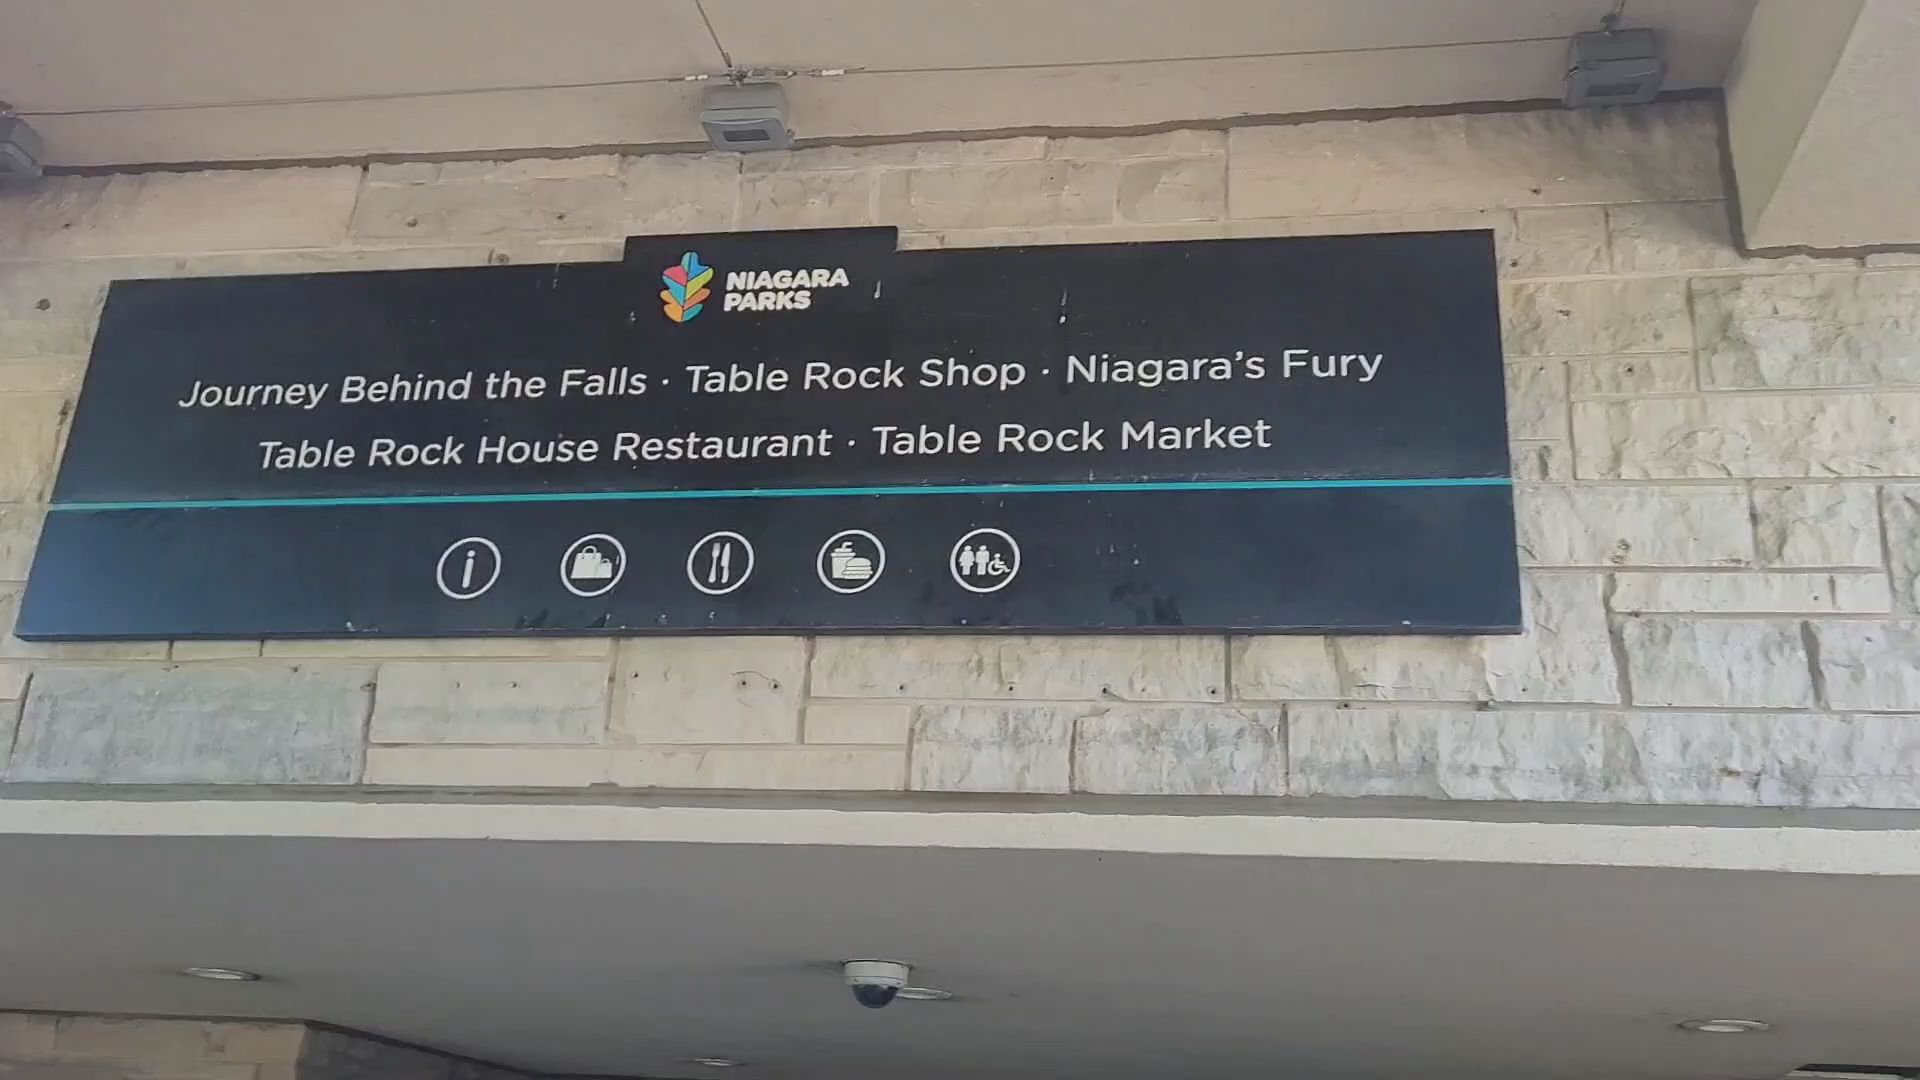 NIAGARA
PARKS
Journey Behind the Falls · Table Rock Shop · Niagara's Fury
Table Rock House Restaurant · Table Rock Market
i